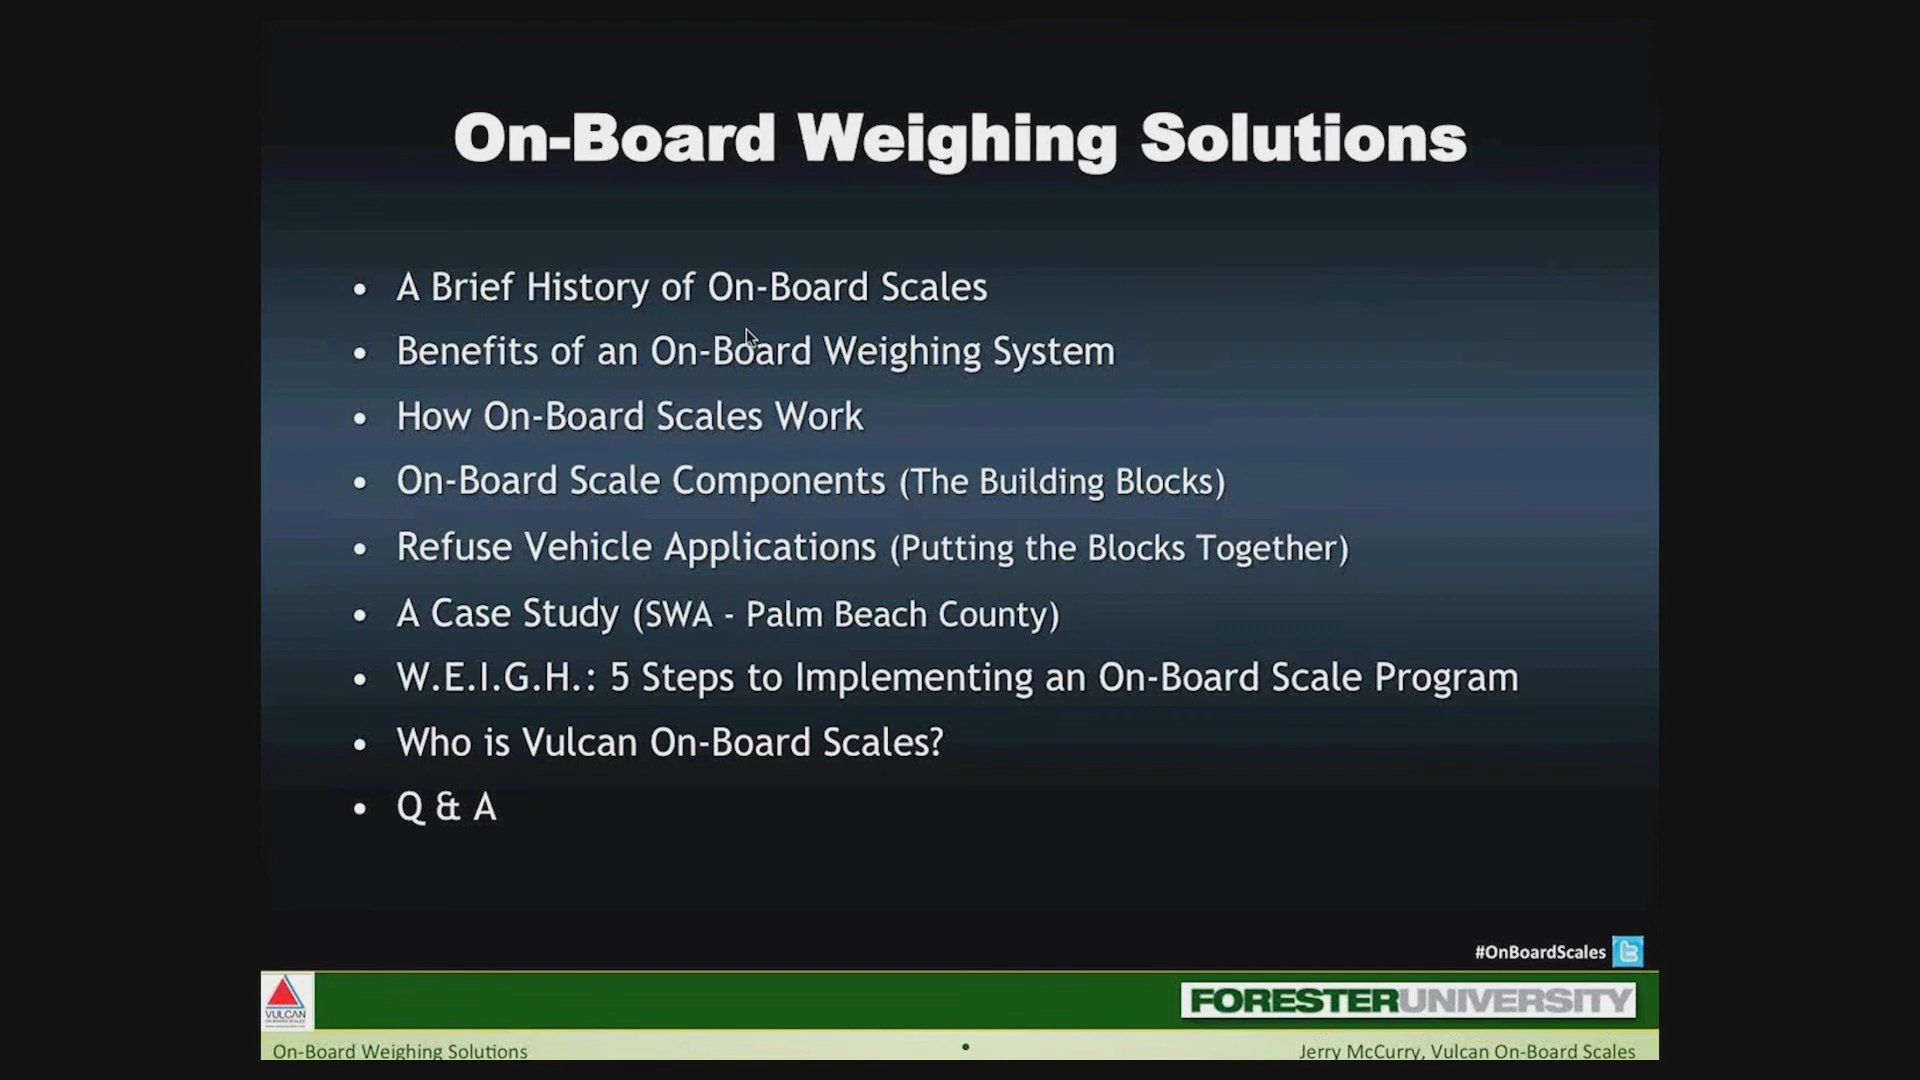 On-Board Weighing Solutions
• A Brief History of On-Board Scales
• Benefits of an On-Board Weighing System
• How On-Board Scales Work
• On-Board Scale Components (The Building Blocks)
• Refuse Vehicle Applications (Putting the Blocks Together)
• A Case Study (SWA - Palm Beach County)
• W.E.I.G.H.: 5 Steps to Implementing an On-Board Scale Program
• Who is Vulcan On-Board Scales?
• Q & A
#OnBoardScales
VULCAN
FORESTERUNIVERSITY
On-Board Weighing Solutions
Jerry McCurry, Vulcan On-Board Scales